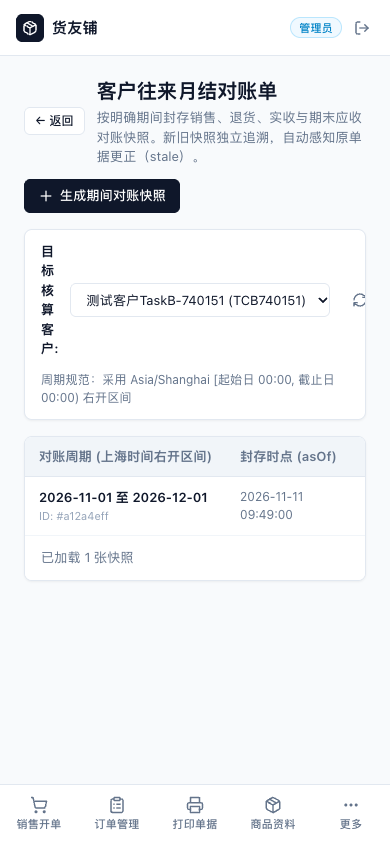 货友铺
管理员
← 返回
客户往来月结对账单
按明确期间封存销售、退货、实收与期末应收
对账快照。新旧快照独立追溯，自动感知原单
据更正（stale）。
+ 生成期间对账快照
目
标
核
算
客
户:
测试客户TaskB-740151 (TCB740151)
周期规范：采用 Asia/Shanghai [起始日 00:00, 截止日
00:00) 右开区间
对账周期 (上海时间右开区间)
封存时点 (asOf)
2026-11-01 至 2026-12-01
ID: #a12a4eff
2026-11-11
09:49:00
已加载 1 张快照
销售开单
订单管理
打印单据
商品资料
更多